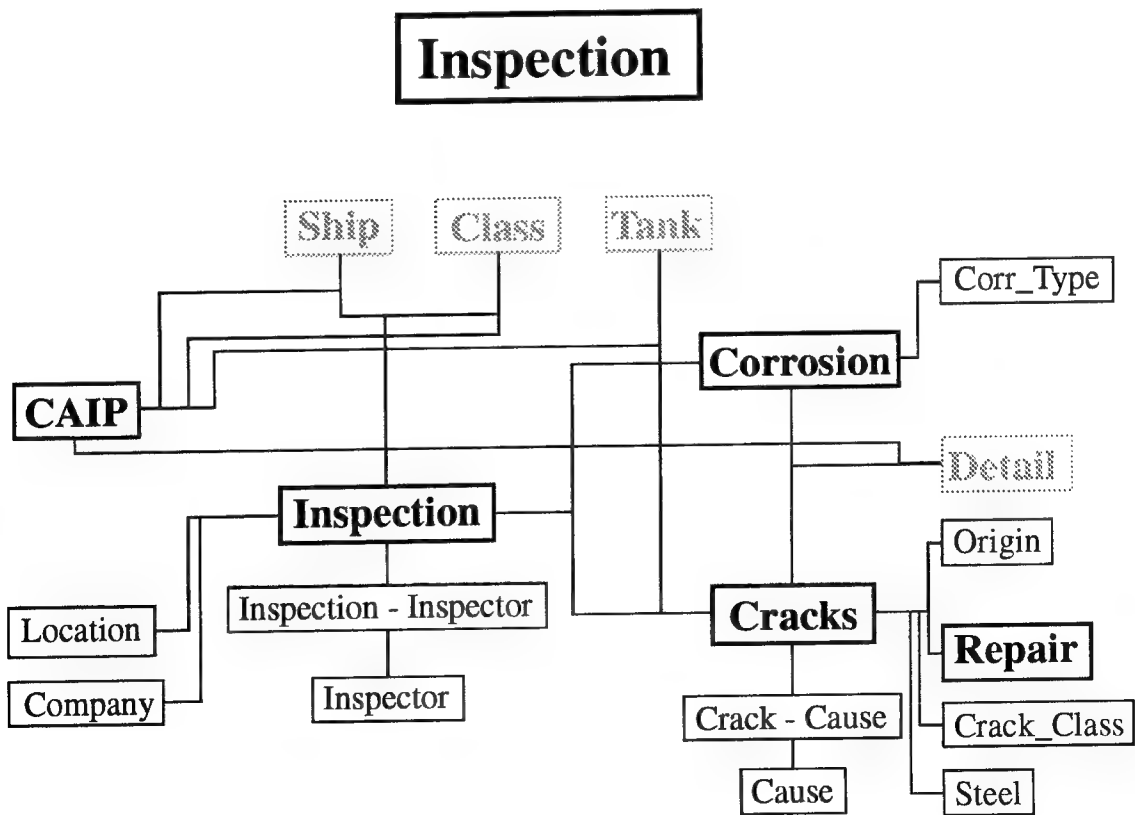 Inspection
Ship
Class
Tank
Corr_Type
Corrosion
CAIP
Detail
Inspection
Origin
Inspection - Inspector
Cracks
Location
Repair
Inspector
Company
Crack - Cause
Crack_Class
Cause
Steel